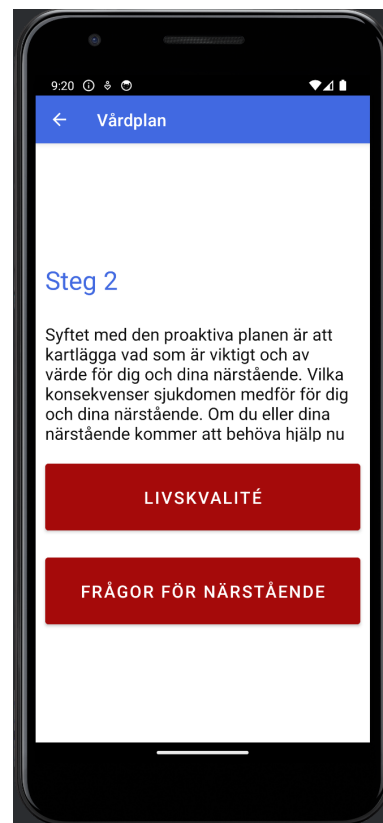 9:20
Vårdplan
Steg 2
Syftet med den proaktiva planen är att
kartlägga vad som är viktigt och av
värde för dig och dina närstående. Vilka
konsekvenser sjukdomen medför för dig
och dina närstående. Om du eller dina
närstående kommer att behöva hjälp nu
LIVSKVALITÉ
FRÅGOR FÖR NÄRSTÅENDE